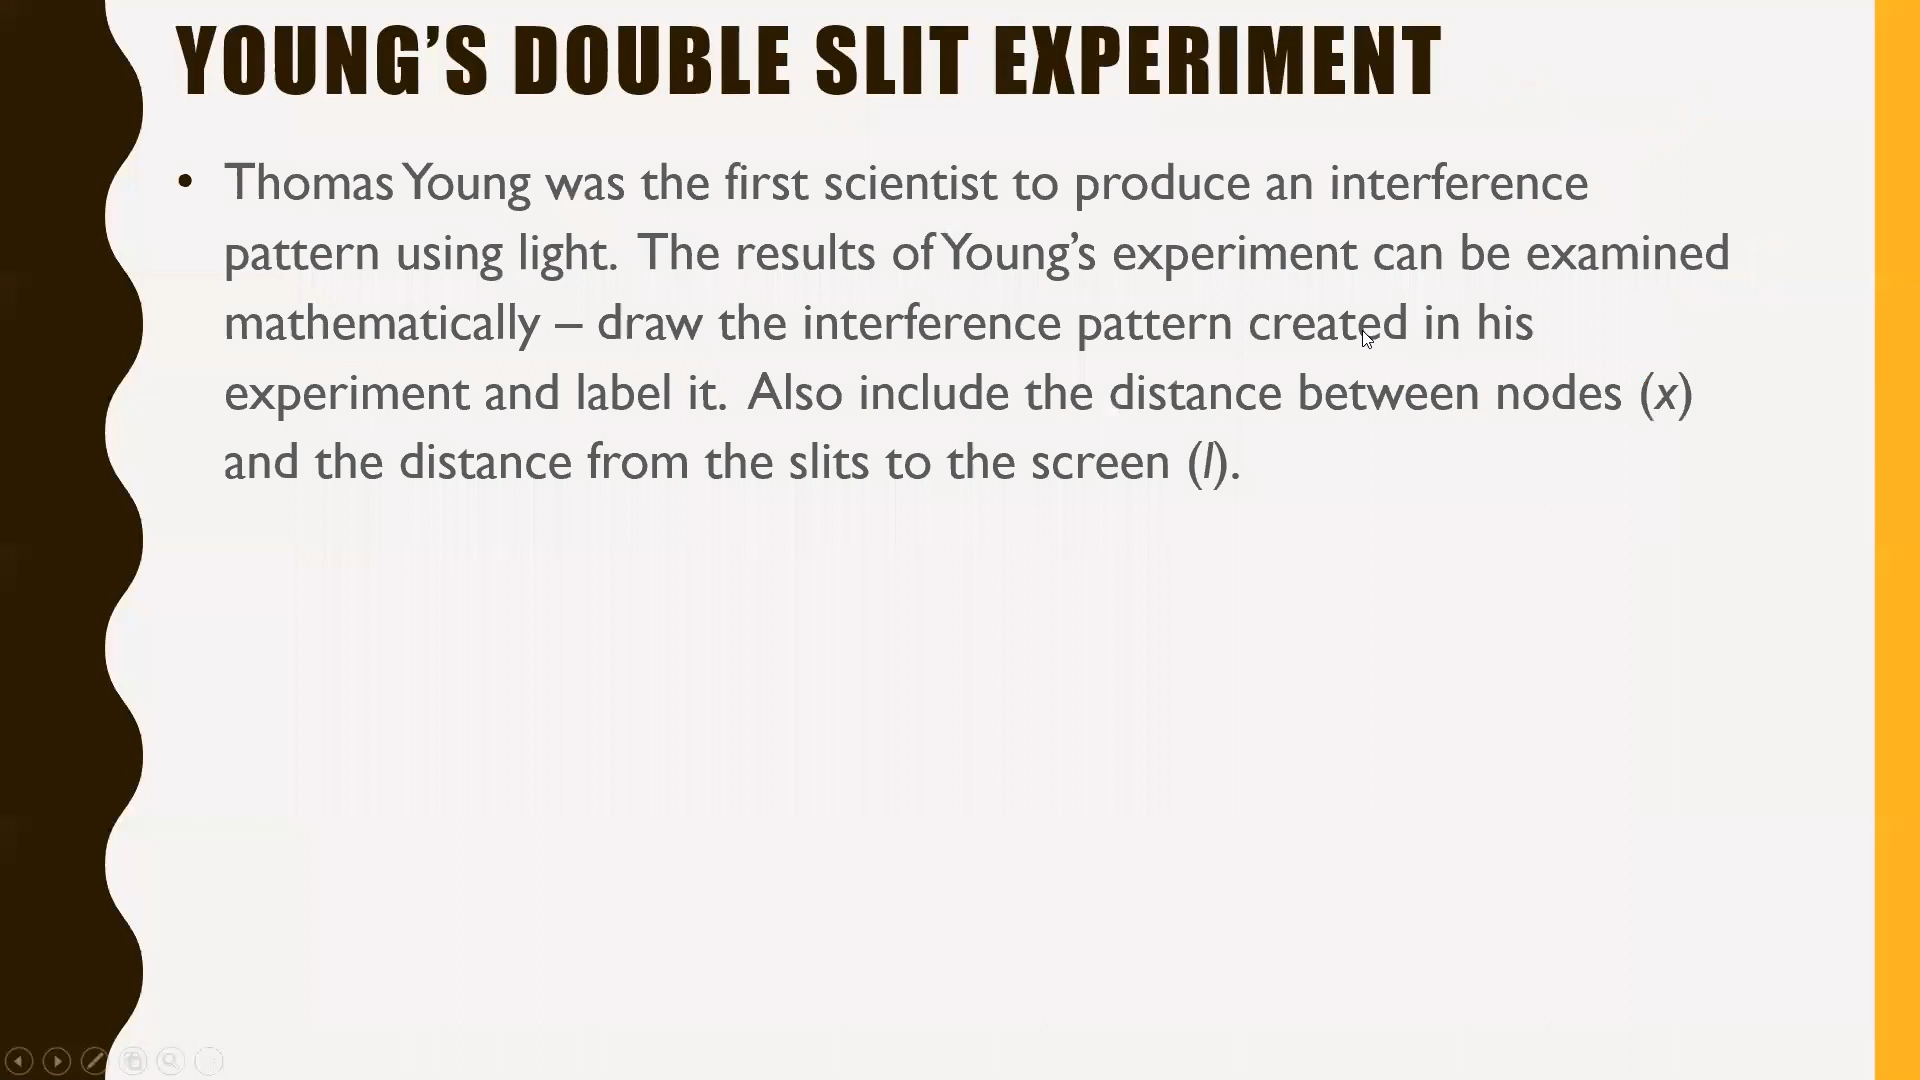 YOUNG’S DOUBLE SLIT EXPERIMENT
• Thomas Young was the first scientist to produce an interference
pattern using light. The results of Young’s experiment can be examined
mathematically – draw the interference pattern created in his
experiment and label it. Also include the distance between nodes (x)
and the distance from the slits to the screen (l).